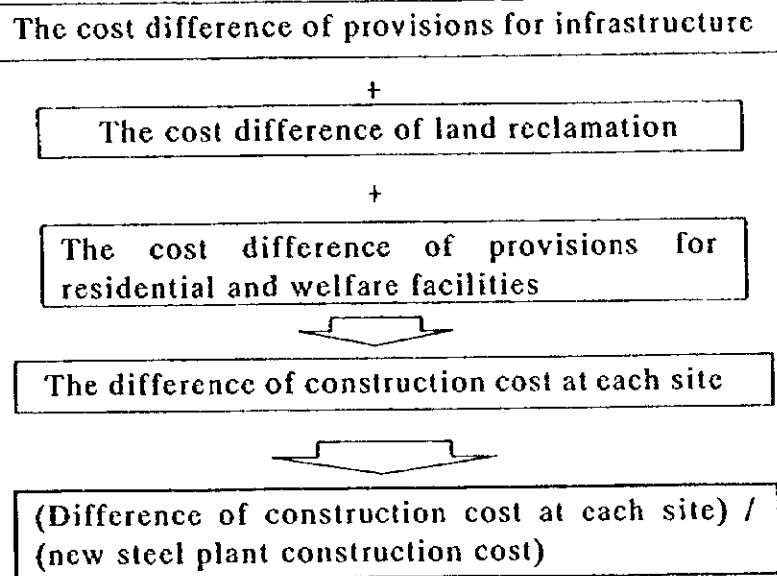 The cost difference of provisions for infrastructure
+
The cost difference of land reclamation
+
The cost difference of provisions for
residential and welfare facilities
The difference of construction cost at each site
(Difference of construction cost at each site) /
(new steel plant construction cost)